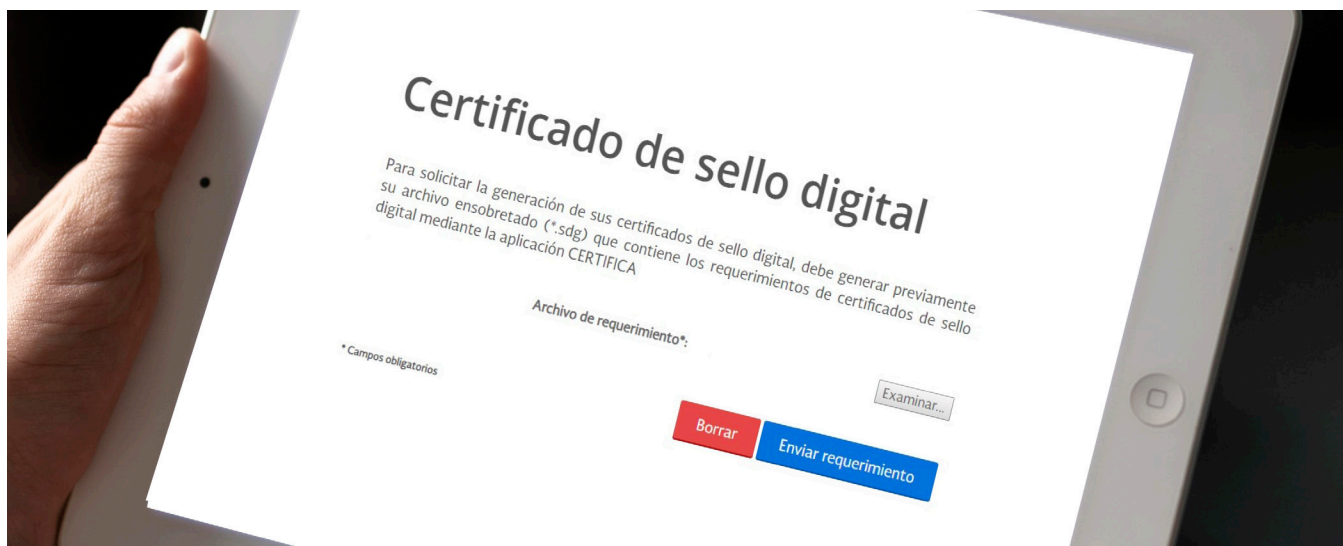 Certificado de sello digital
Para solicitar la generación de sus certificados de sello digital, debe generar previamente
su archivo ensobretado (*.sdg) que contiene los requerimientos de certificados de sello
digital mediante la aplicación CERTIFICA
Archivo de requerimiento*:
Examinar...
* Campos obligatorios
Borrar
Enviar requerimiento